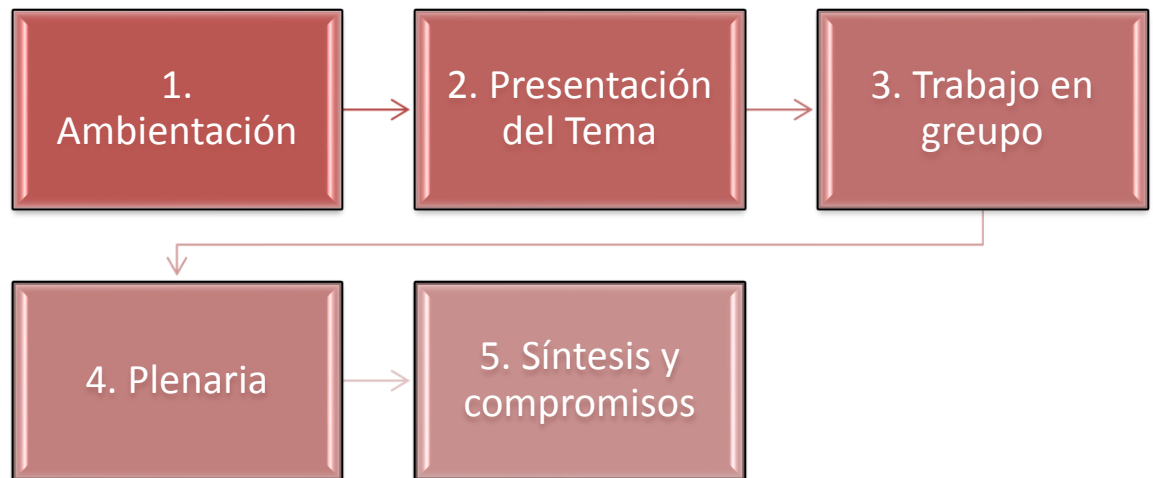 1.
Ambientación
2. Presentación
del Tema
3. Trabajo en
greupo
4. Plenaria
5. Síntesis y
compromisos